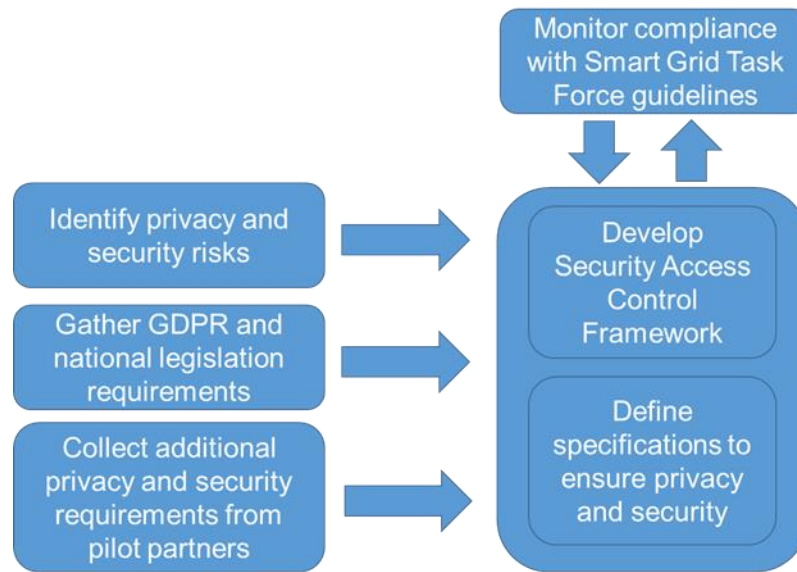 Monitor compliance
with Smart Grid Task
Force guidelines
Identify privacy and
security risks
Gather GDPR and
national legislation
requirements
Collect additional
privacy and security
requirements from
pilot partners
Develop
Security Access
Control
Framework
Define
specifications to
ensure privacy
and security